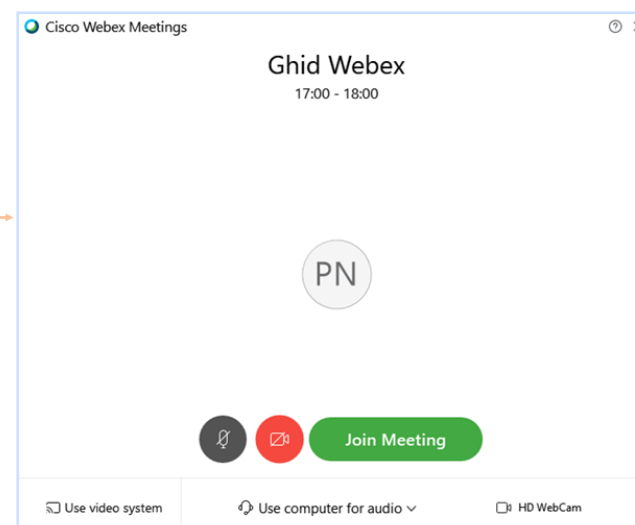 Cisco Webex Meetings
Ghid Webex
17:00 - 18:00
PN
Join Meeting
Use video system
Use computer for audio
HD WebCam